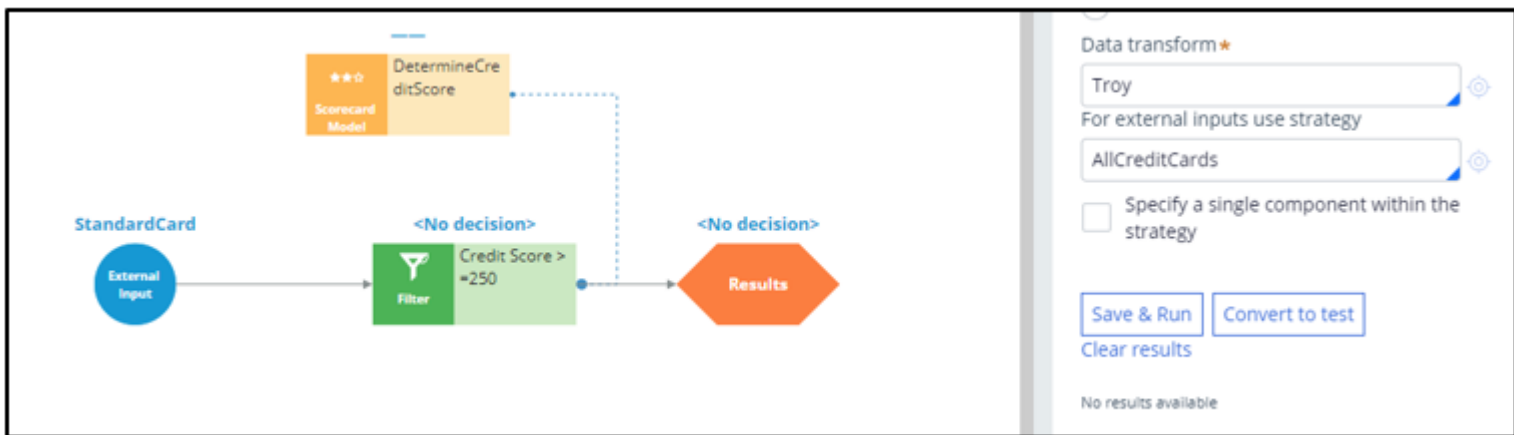 DetermineCre
ditScore
Scorecard
Model
StandardCard
<No decision>
<No decision>
External
Input
Credit Score >
=250
Filter
Results
Data transform★
Troy
For external inputs use strategy
AllCreditCards
Specify a single component within the
strategy
Save & Run
Convert to test
Clear results
No results available